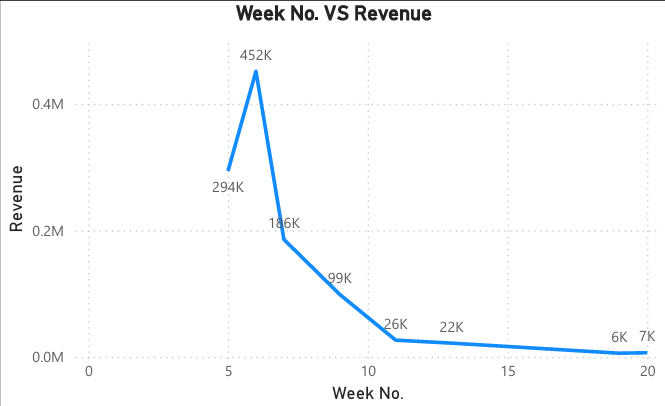 Week No. VS Revenue
452K
0.4M
294K
186K
0.2M
99K
26K
22K
6K
7K
0.0M
0
5
10
15
20
Revenue
Week No.